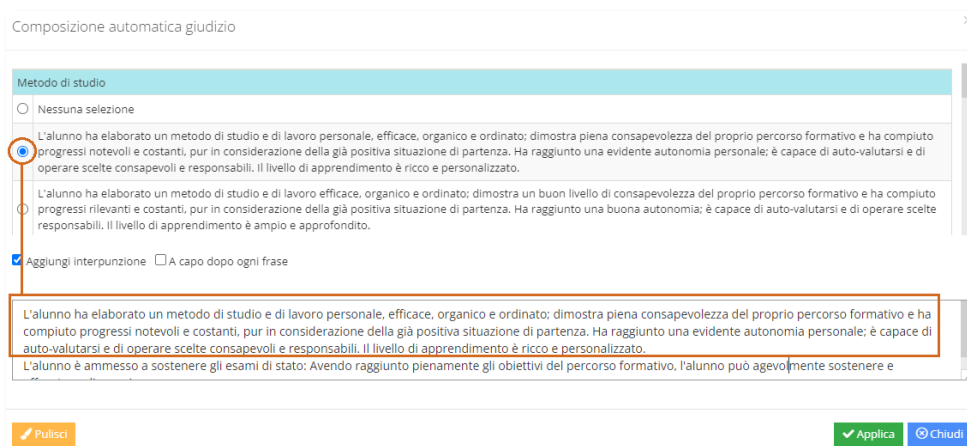 Composizione automatica giudizio
Metodo di studio
Nessuna selezione
L'alunno ha elaborato un metodo di studio e di lavoro personale, efficace, organico e ordinato; dimostra piena consapevolezza del proprio percorso formativo e ha compiuto
progressi notevoli e costanti, pur in considerazione della già positiva situazione di partenza. Ha raggiunto una evidente autonomia personale; è capace di auto-valutarsi e di
operare scelte consapevoli e responsabili. Il livello di apprendimento è ricco e personalizzato.
L'alunno ha elaborato un metodo di studio e di lavoro efficace, organico e ordinato; dimostra un buon livello di consapevolezza del proprio percorso formativo e ha compiuto
progressi rilevanti e costanti, pur in considerazione della già positiva situazione di partenza. Ha raggiunto una buona autonomia; è capace di auto-valutarsi e di operare scelte
responsabili. Il livello di apprendimento è ampio e approfondito.
Aggiungi interpunzione A capo dopo ogni frase
L'alunno ha elaborato un metodo di studio e di lavoro personale, efficace, organico e ordinato; dimostra piena consapevolezza del proprio percorso formativo e ha
compiuto progressi notevoli e costanti, pur in considerazione della già positiva situazione di partenza. Ha raggiunto una evidente autonomia personale; è capace di
auto-valutarsi e di operare scelte consapevoli e responsabili. Il livello di apprendimento è ricco e personalizzato.
L'alunno è ammesso a sostenere gli esami di stato: Avendo raggiunto pienamente gli obiettivi del percorso formativo, l'alunno può agevolmente sostenere e
Pulisci Applica Chiudi